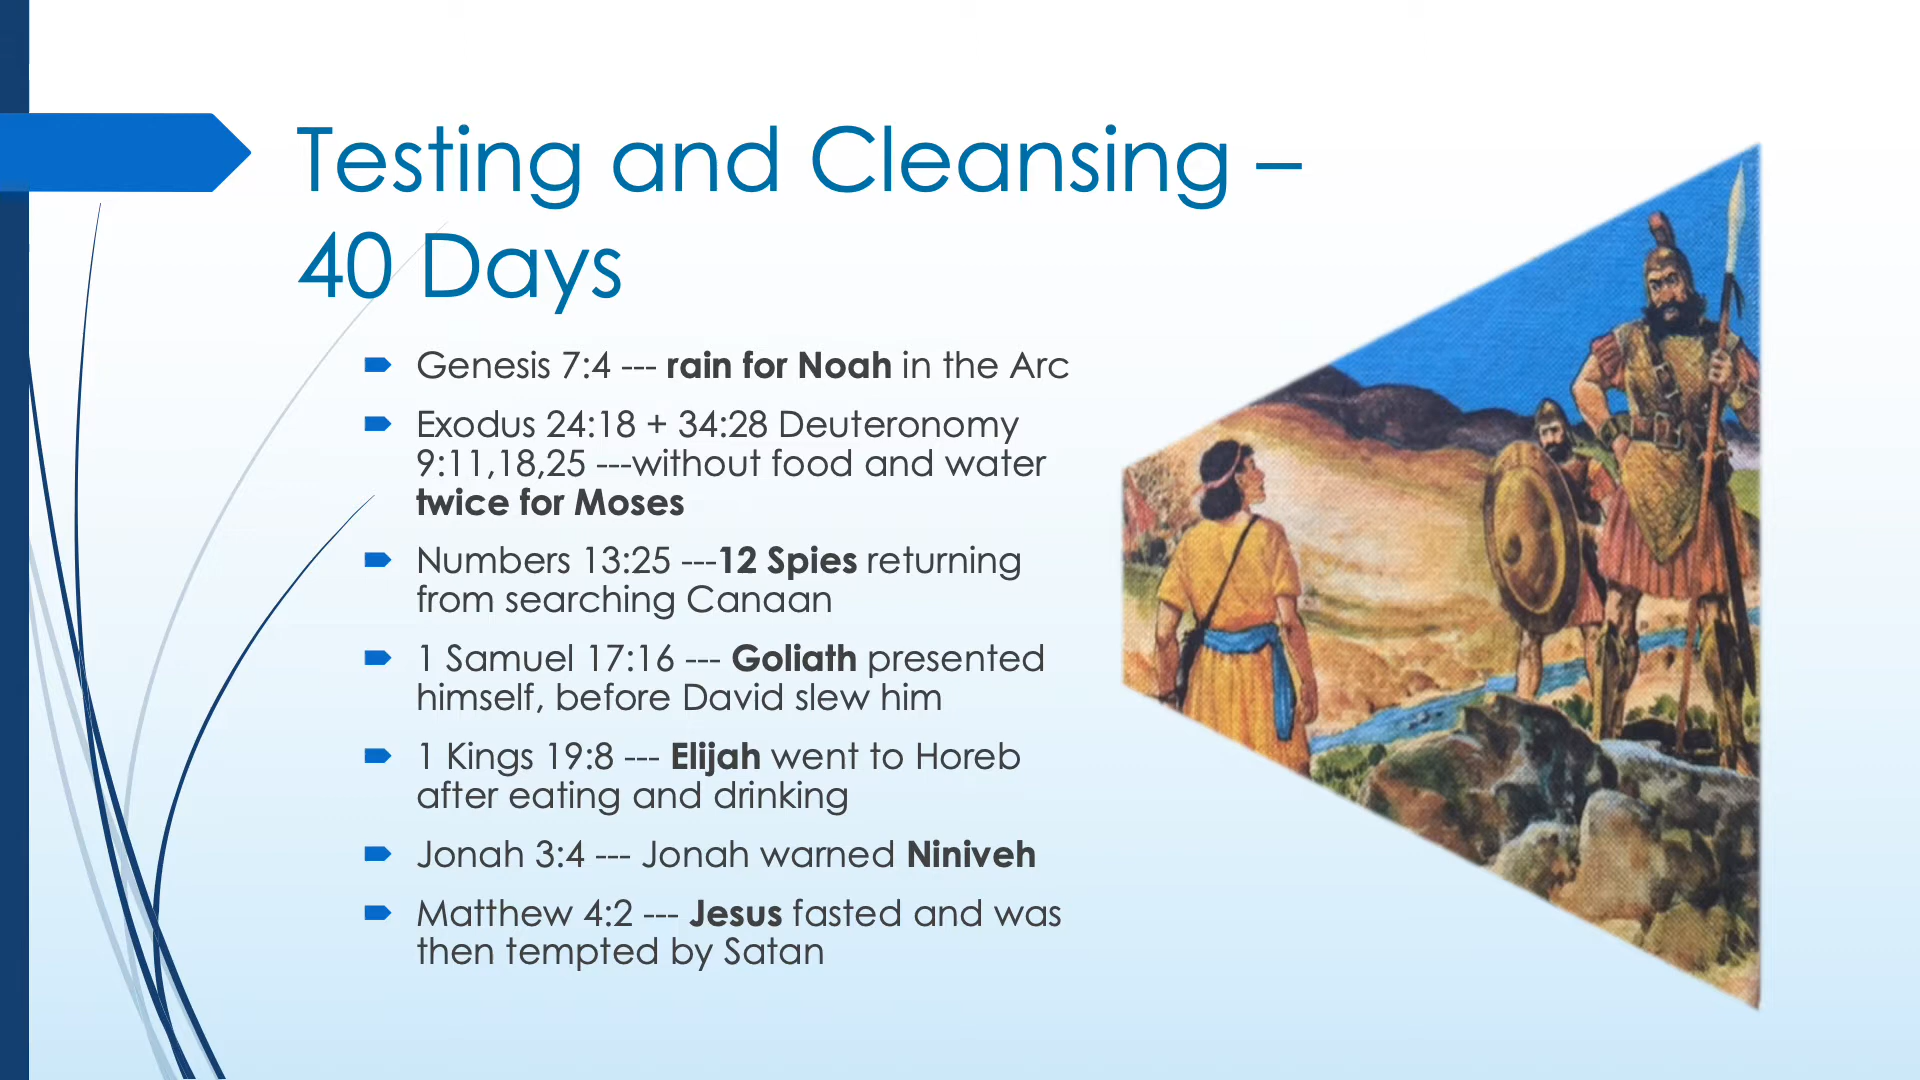 Testing and Cleansing –
40 Days
Genesis 7:4 --- rain for Noah in the Arc
Exodus 24:18 + 34:28 Deuteronomy
9:11,18,25 ---without food and water
twice for Moses
Numbers 13:25 ---12 Spies returning
from searching Canaan
1 Samuel 17:16 --- Goliath presented
himself, before David slew him
1 Kings 19:8 --- Elijah went to Horeb
after eating and drinking
Jonah 3:4 --- Jonah warned Niniveh
Matthew 4:2 --- Jesus fasted and was
then tempted by Satan